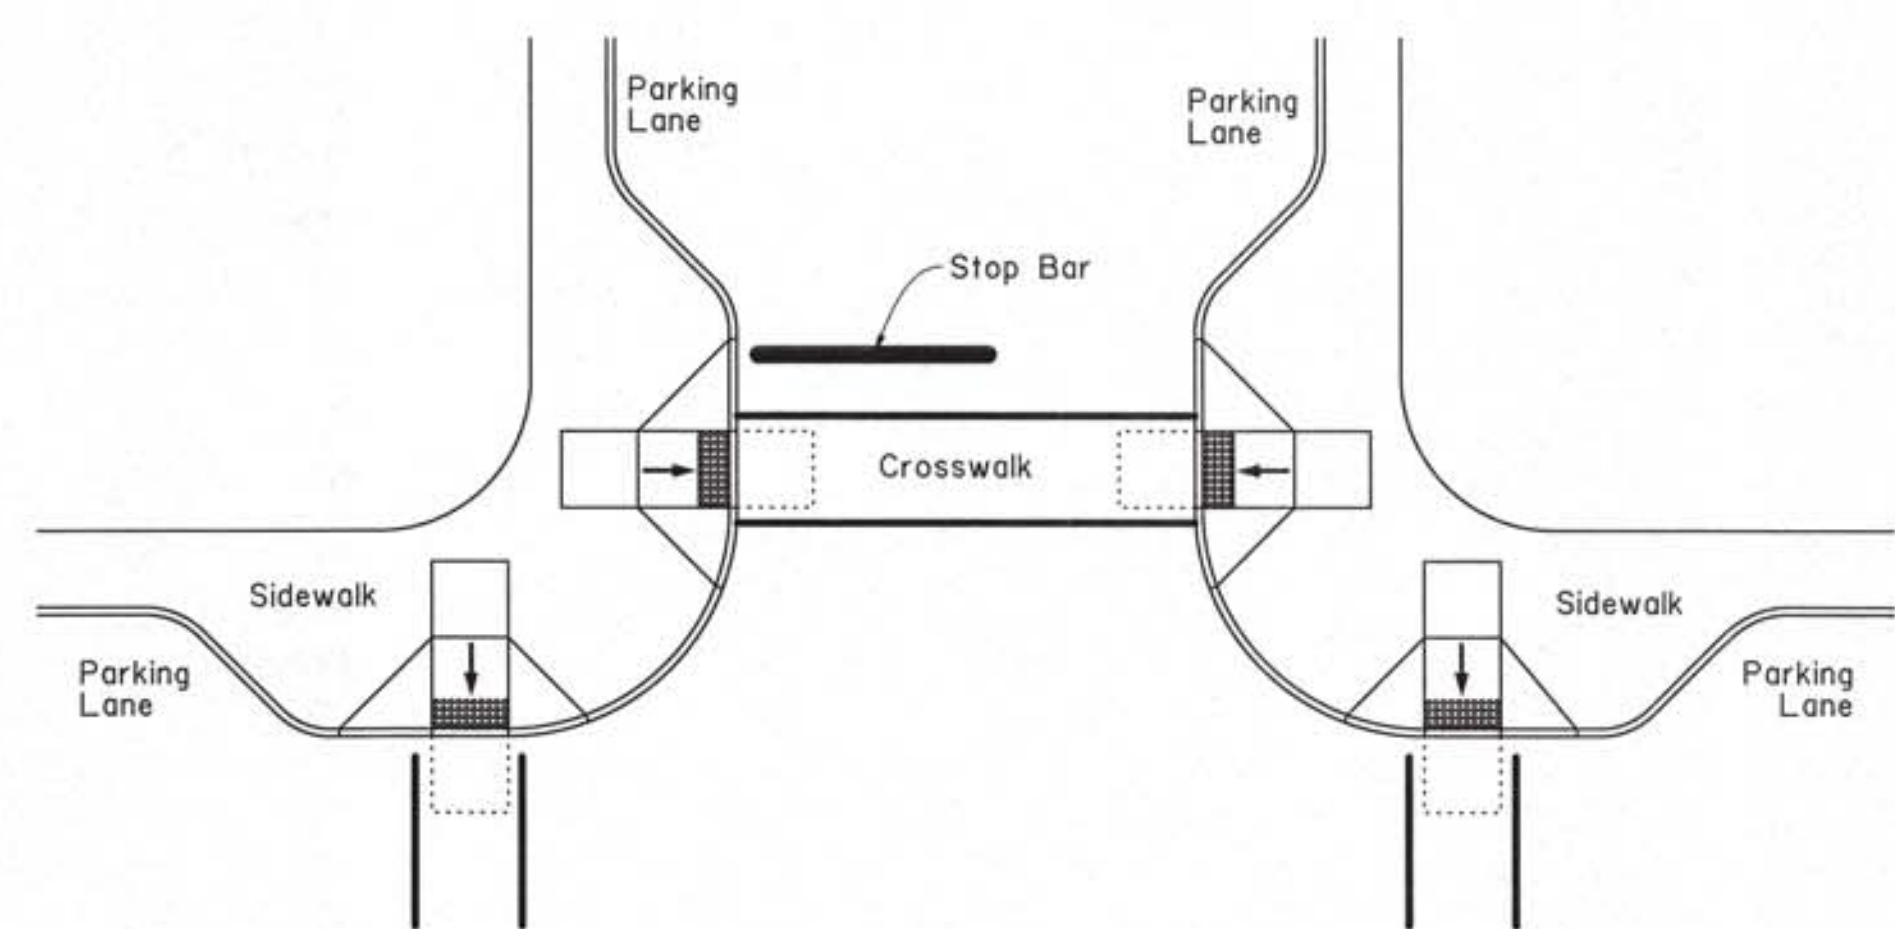 Parking
Lane
Parking
Lane
Stop Bar
Crosswalk
Sidewalk
Sidewalk
Parking
Lane
Parking
Lane